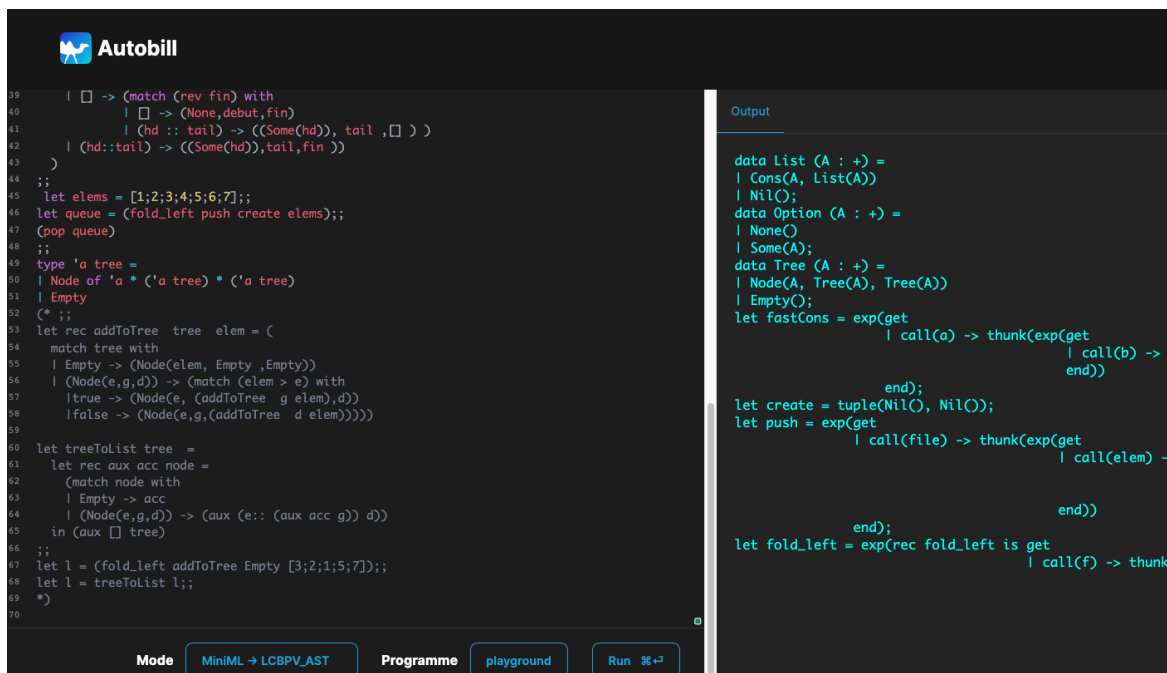 Autobill
39 | [] -> (match (rev fin) with
40 | [] -> (None,debut,fin)
41 | (hd :: tail) -> ((Some(hd)), tail ,[] ) )
42 | (hd::tail) -> ((Some(hd)),tail,fin ))
43 )
44 ;;
45 let elems = [1;2;3;4;5;6;7];;
46 let queue = (fold_left push create elems);;
47 (pop queue)
48 ;;
49 type 'a tree =
50 | Node of 'a * ('a tree) * ('a tree)
51 | Empty
52 (* ;;
53 let rec addToTree  tree  elem = (
54 match tree with
55 | Empty -> (Node(elem, Empty ,Empty))
56 | (Node(e,g,d)) -> (match (elem > e) with
57 |true -> (Node(e, (addToTree  g elem),d))
58 |false -> (Node(e,g,(addToTree  d elem)))))
59
60 let treeToList tree  =
61 let rec aux acc node =
62 (match node with
63 | Empty -> acc
64 | (Node(e,g,d)) -> (aux (e:: (aux acc g)) d))
65 in (aux [] tree)
66 ;;
67 let l = (fold_left addToTree Empty [3;2;1;5;7]);;
68 let l = treeToList l;;
69 *)
70
Mode MiniML → LCBPV_AST Programme playground Run ⌘⏎
Output
data List (A : +) =
| Cons(A, List(A))
| Nil();
data Option (A : +) =
| None()
| Some(A);
data Tree (A : +) =
| Node(A, Tree(A), Tree(A))
| Empty();
let fastCons = exp(get
| call(a) -> thunk(exp(get
| call(b) ->
end))
end);
let create = tuple(Nil(), Nil());
let push = exp(get
| call(file) -> thunk(exp(get
| call(elem) -
end))
end);
let fold_left = exp(rec fold_left is get
| call(f) -> thunk